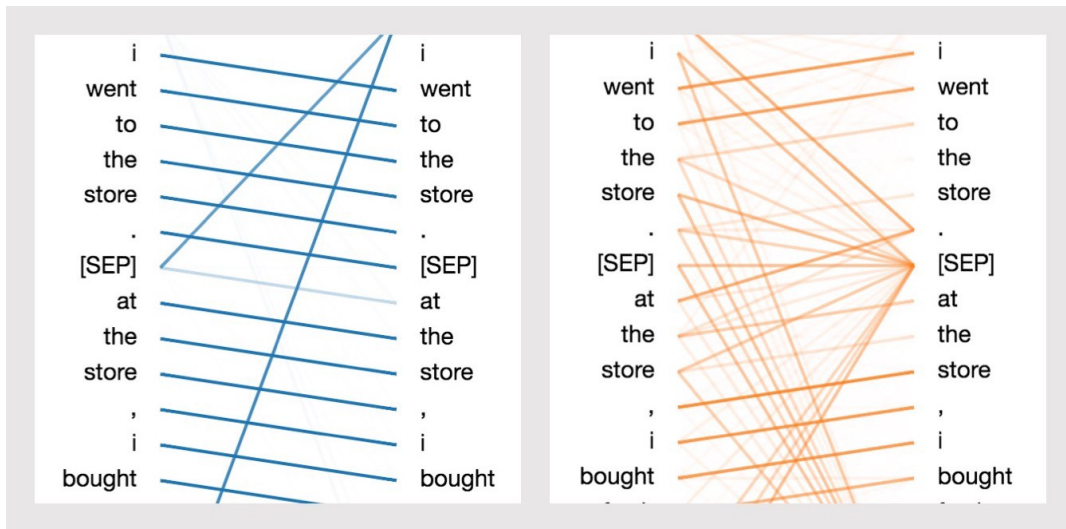 i i
went went
to to
the the
store store
. .
[SEP] [SEP]
at at
the the
store store
, ,
i i
bought bought
i i
went went
to to
the the
store store
. .
[SEP] [SEP]
at at
the the
store store
, ,
i i
bought bought